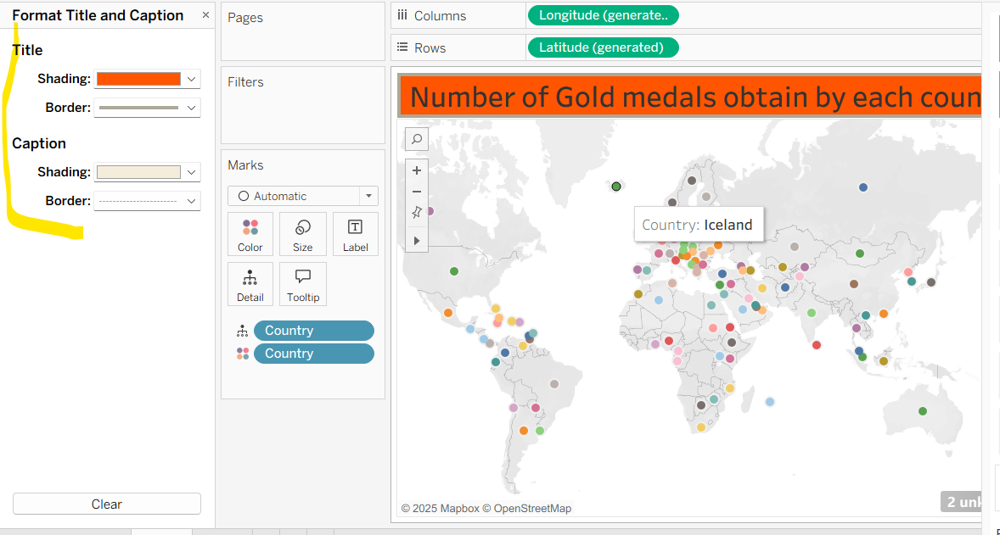 Format Title and Caption ×
Title
Shading:
Border:
Caption
Shading:
Border:
Clear
Pages
Filters
Marks
Automatic
Color
Size
Label
Detail
Tooltip
Country
Country
Columns
Longitude (generate..
Rows
Latitude (generated)
Number of Gold medals obtain by each coun
Country: Iceland
© 2025 Mapbox © OpenStreetMap
2 unk